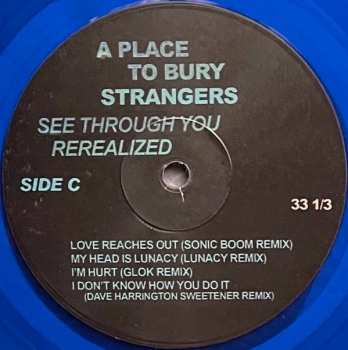 A PLACE
TO BURY
STRANGERS
SEE THROUGH YOU
REREALIZED
SIDE C
33 1/3
LOVE REACHES OUT (SONIC BOOM REMIX)
MY HEAD IS LUNACY (LUNACY REMIX)
I'M HURT (GLOK REMIX)
I DON'T KNOW HOW YOU DO IT
(DAVE HARRINGTON SWEETENER REMIX)